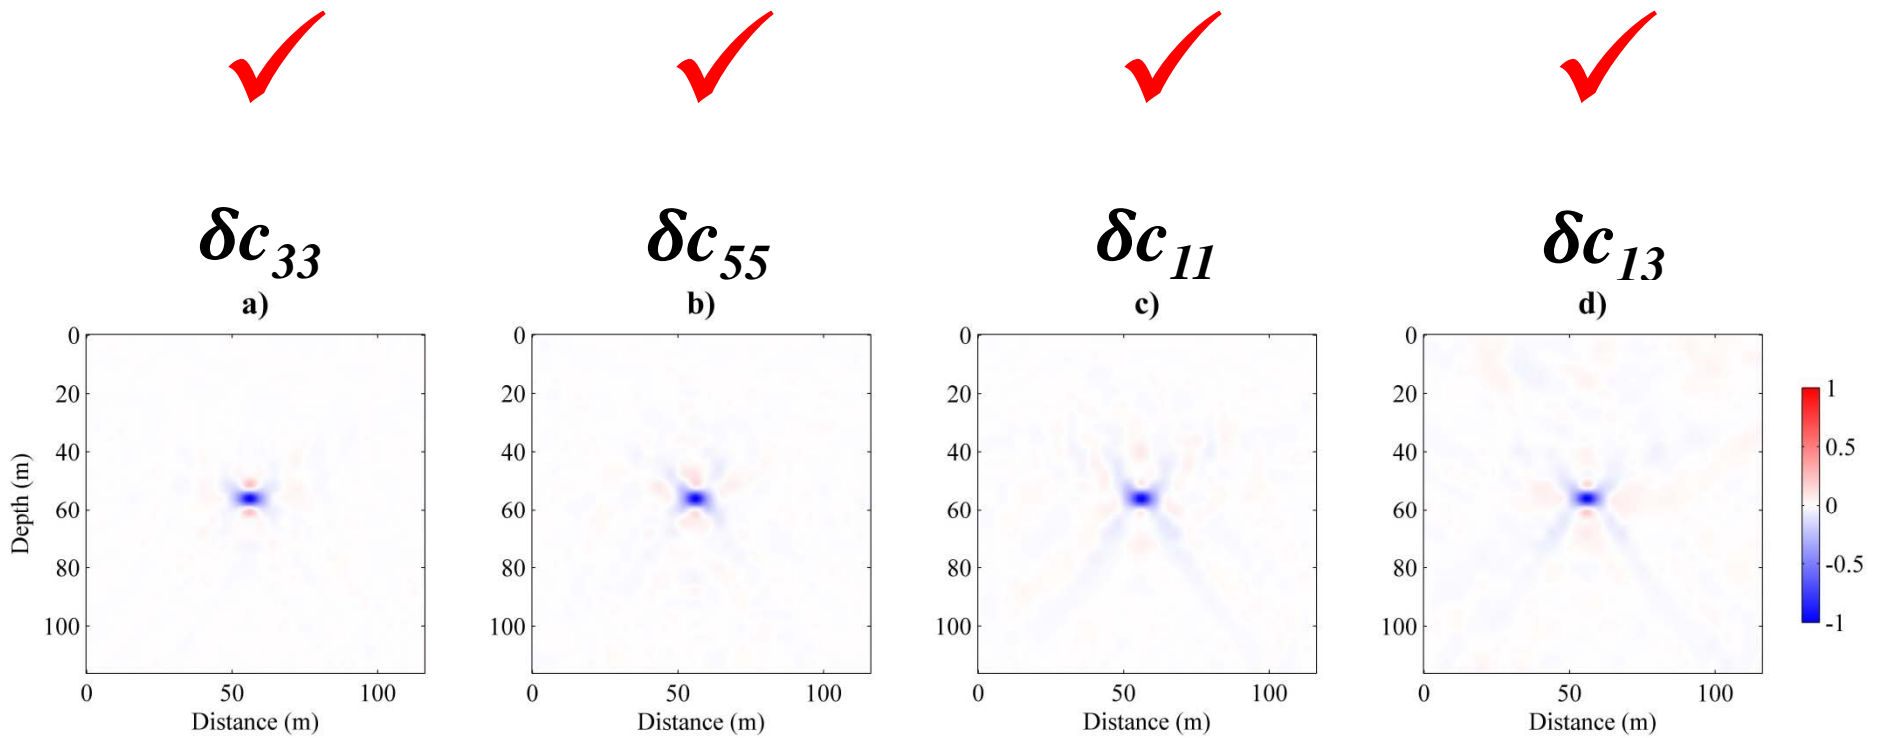 δc33 δc55 δc11 δc13
a) b) c) d)
0 0 0 0
1
20 20 20 20
0.5
40 40 40 40
0
60 60 60 60
-0.5
80 80 80 80
-1
100 100 100 100
Depth (m)
0 50 100 0 50 100 0 50 100 0 50 100
Distance (m) Distance (m) Distance (m) Distance (m)